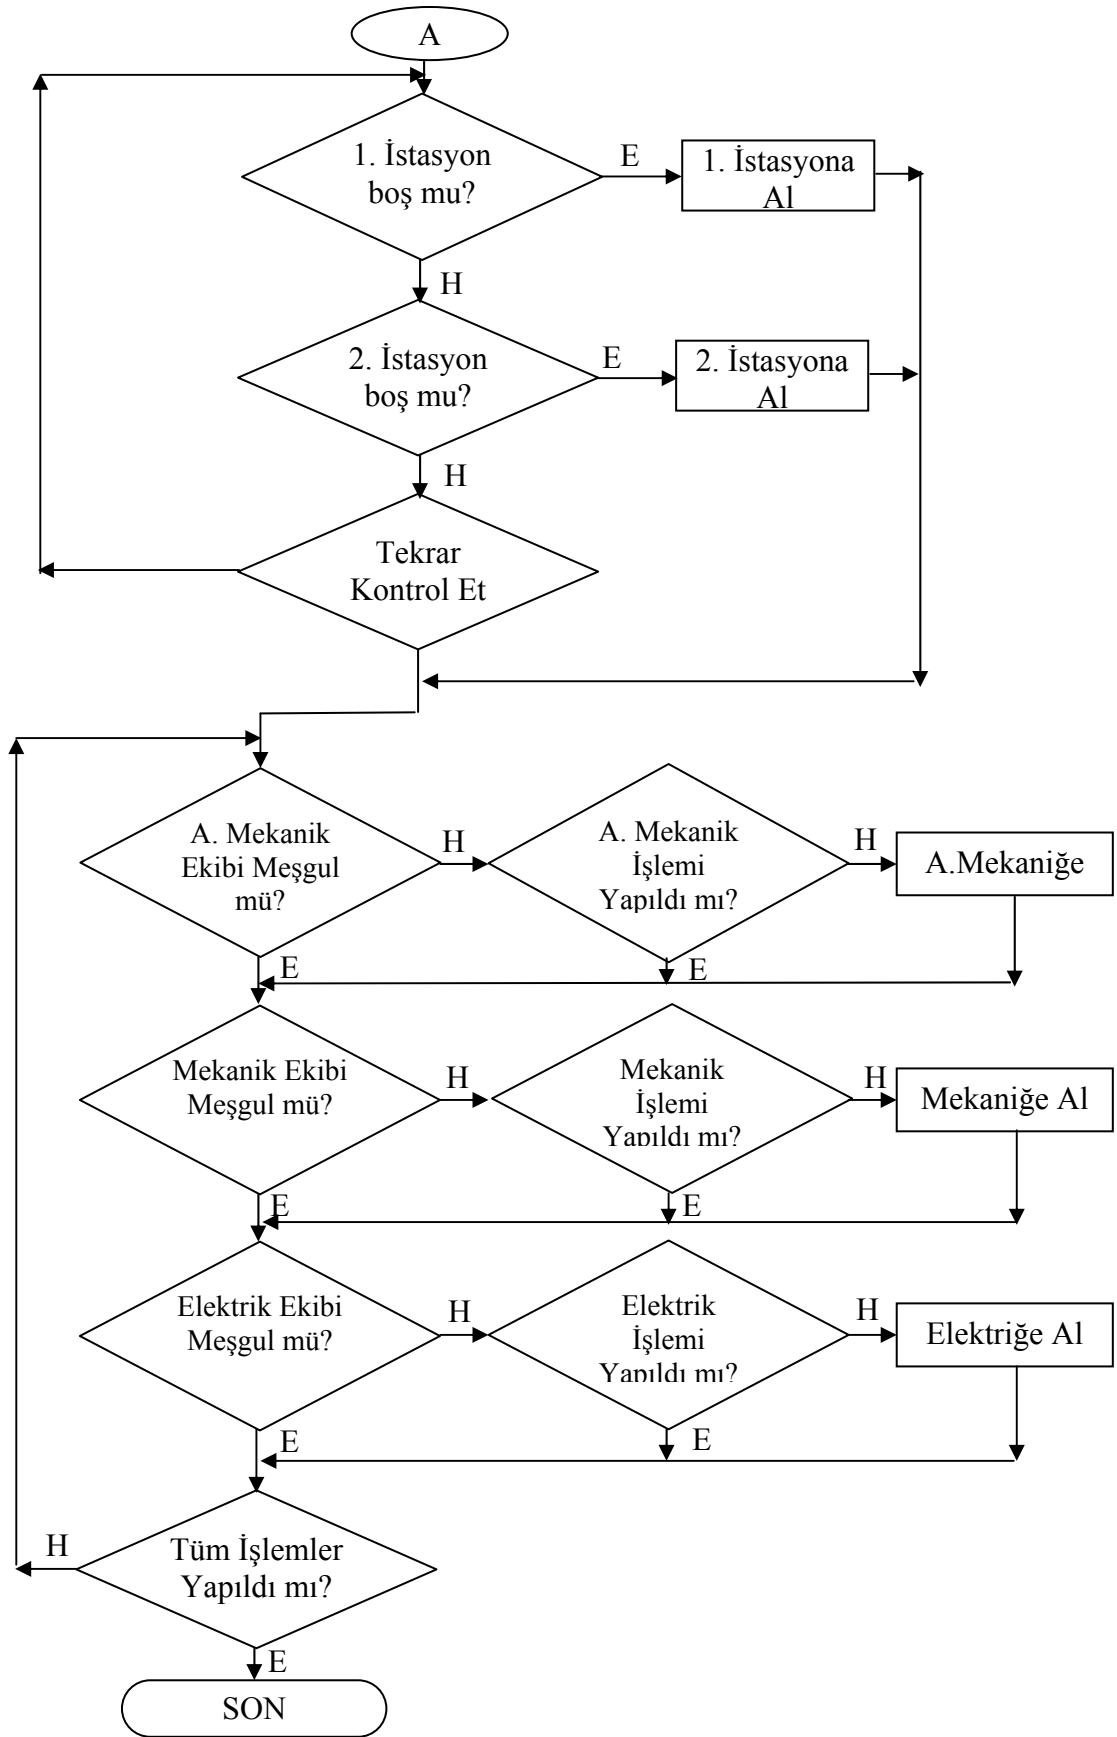 A
1. İstasyon
boş mu?
E
1. İstasyona
Al
H
2. İstasyon
boş mu?
E
2. İstasyona
Al
H
Tekrar
Kontrol Et
A. Mekanik
Ekibi Meşgul
mü?
H
A. Mekanik
İşlemi
Yapıldı mı?
H
A.Mekaniğe
E
E
Mekanik Ekibi
Meşgul mü?
H
Mekanik
İşlemi
Yapıldı mı?
H
Mekaniğe Al
E
E
Elektrik Ekibi
Meşgul mü?
H
Elektrik
İşlemi
Yapıldı mı?
H
Elektriğe Al
E
E
H
Tüm İşlemler
Yapıldı mı?
E
SON